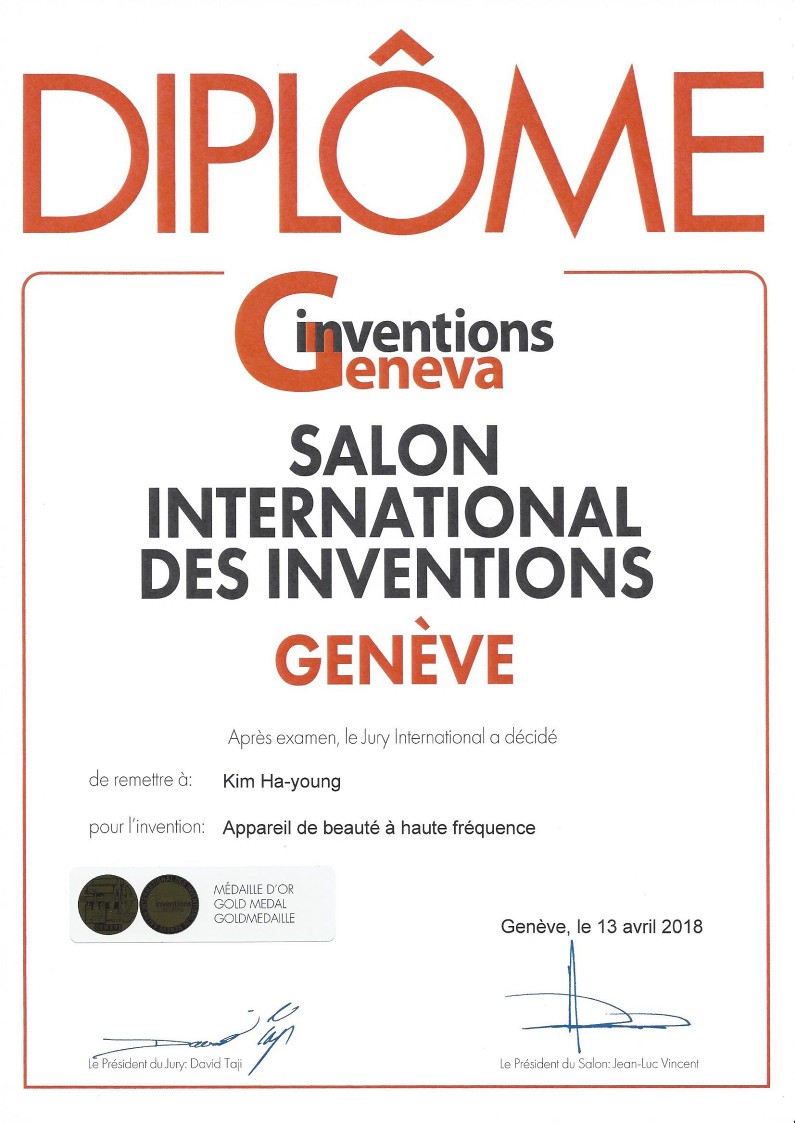 DIPLÔME
inventions
Geneva
SALON
INTERNATIONAL
DES INVENTIONS
GENÈVE
Après examen, le Jury International a décidé
de remettre à: Kim Ha-young
pour l'invention: Appareil de beauté à haute fréquence
MÉDAILLE D'OR
GOLD MEDAL
GOLDMEDAILLE
Genève, le 13 avril 2018
David Taji
Le Président du Jury: David Taji
Le Président du Salon: Jean-Luc Vincent